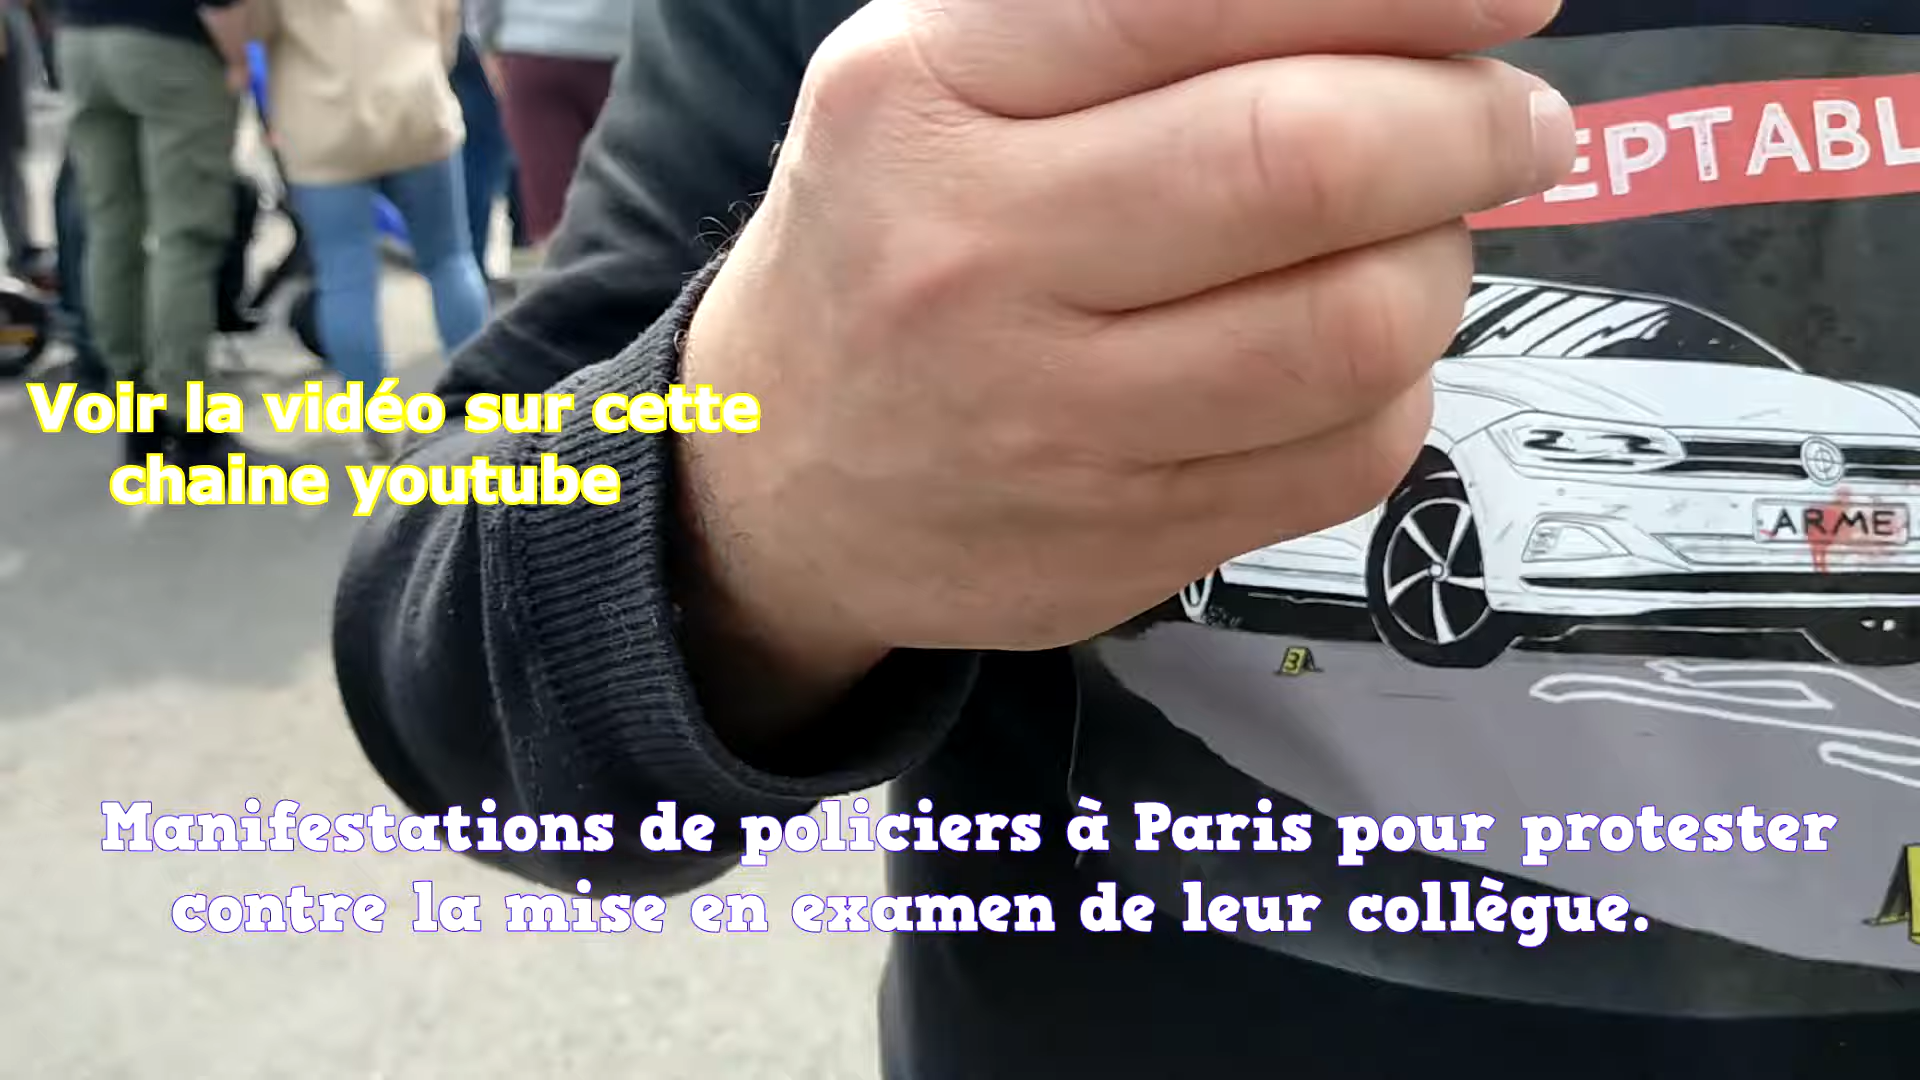 EPTABL
Voir la vidéo sur cette
chaine youtube
ARME
3
Manifestations de policiers à Paris pour protester
contre la mise en examen de leur collègue.